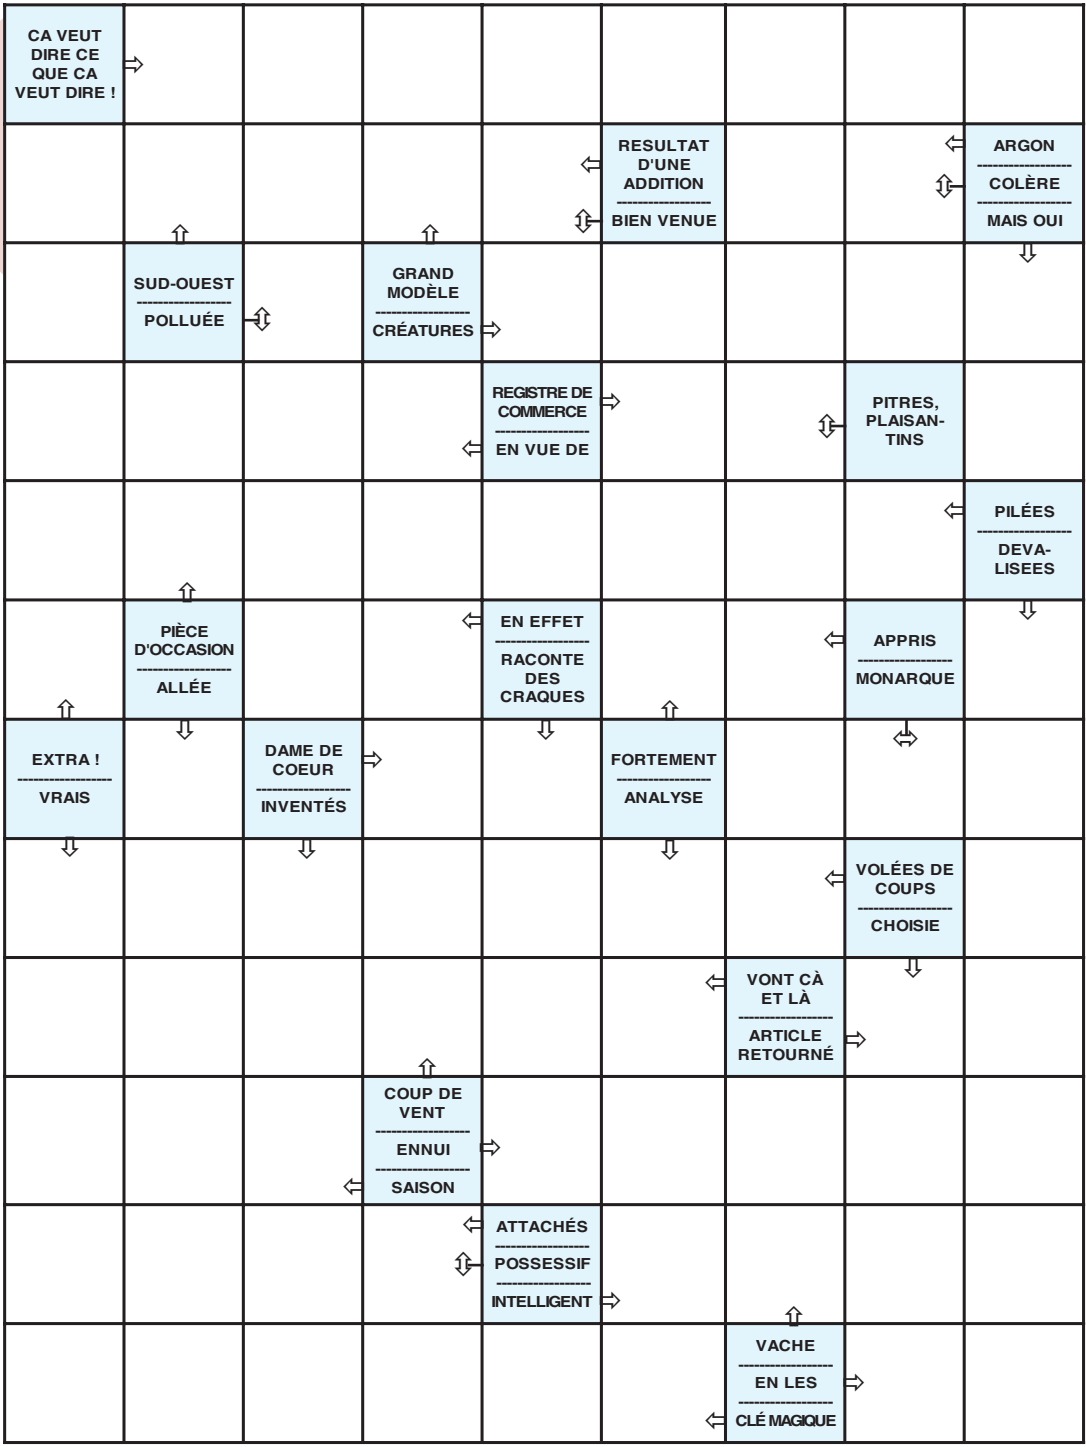 CA VEUT
DIRE CE
QUE CA
VEUT DIRE !
RESULTAT
D'UNE
ADDITION
BIEN VENUE
ARGON
COLÈRE
MAIS OUI
SUD-OUEST
POLLUÉE
GRAND
MODÈLE
CRÉATURES
REGISTRE DE
COMMERCE
EN VUE DE
PITRES,
PLAISAN-
TINS
PILÉES
DEVA-
LISEES
PIÈCE
D'OCCASION
ALLÉE
EN EFFET
RACONTE
DES
CRAQUES
APPRIS
MONARQUE
EXTRA !
VRAIS
DAME DE
COEUR
INVENTÉS
FORTEMENT
ANALYSE
VOLÉES DE
COUPS
CHOISIE
VONT CÀ
ET LÀ
ARTICLE
RETOURNÉ
COUP DE
VENT
ENNUI
SAISON
ATTACHÉS
POSSESSIF
INTELLIGENT
VACHE
EN LES
CLÉ MAGIQUE